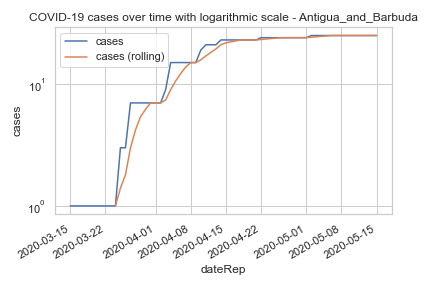 COVID-19 cases over time with logarithmic scale - Antigua_and_Barbuda
cases
cases (rolling)
10¹
10⁰
cases
2020-03-15
2020-03-22
2020-04-01
2020-04-08
2020-04-15
2020-04-22
2020-05-01
2020-05-08
2020-05-15
dateRep